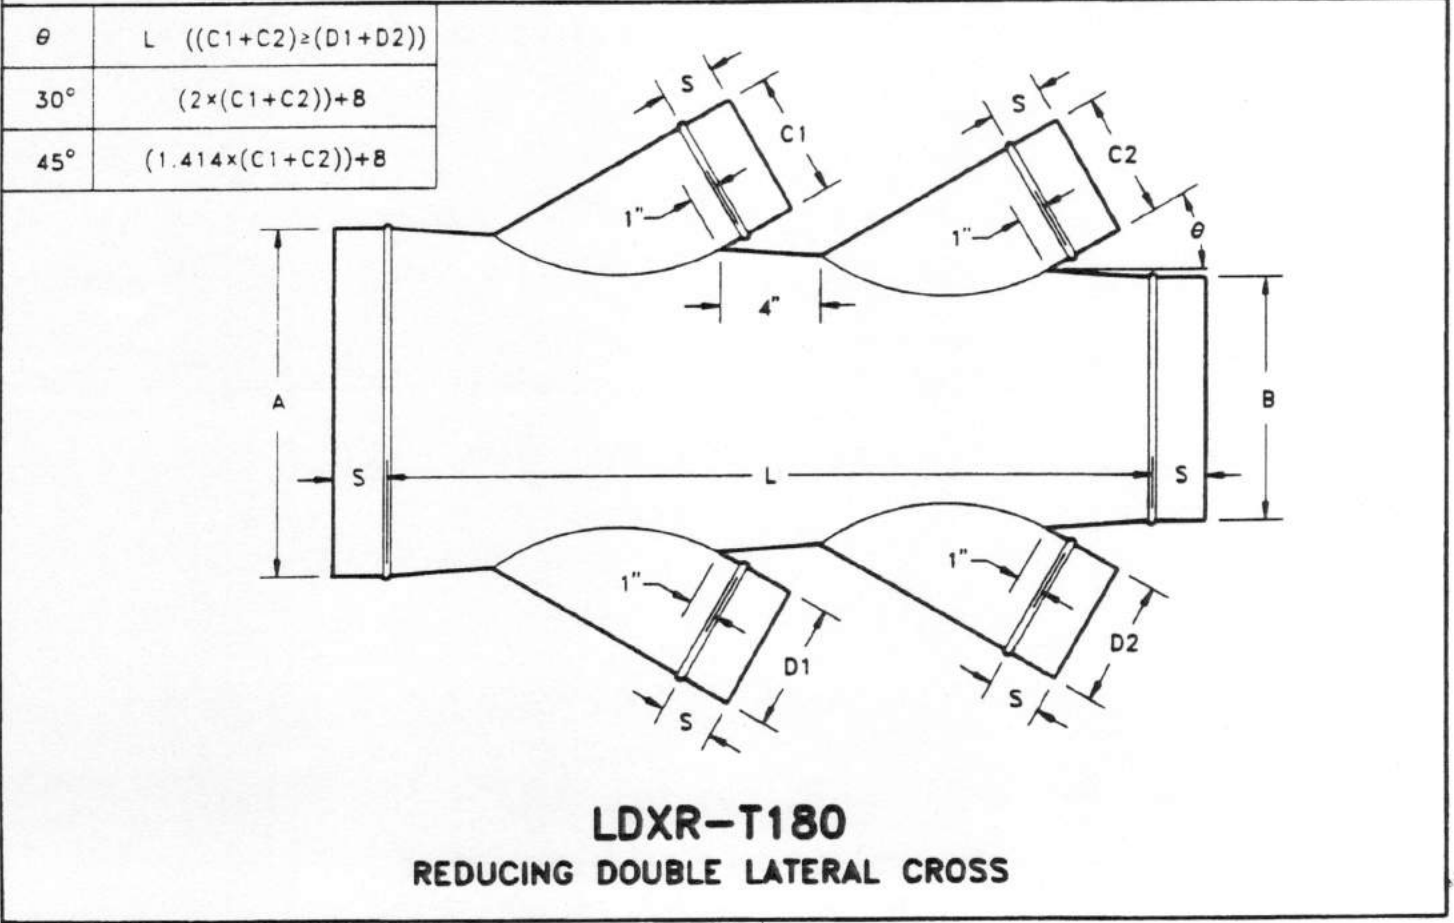 θ L ((C1+C2)≥(D1+D2))
30° (2×(C1+C2))+8
45° (1.414×(C1+C2))+8
S
C1
S
C2
1"
1"
θ
4"
A
B
S
L
S
1"
1"
D1
D2
S
S
LDXR-T180
REDUCING DOUBLE LATERAL CROSS